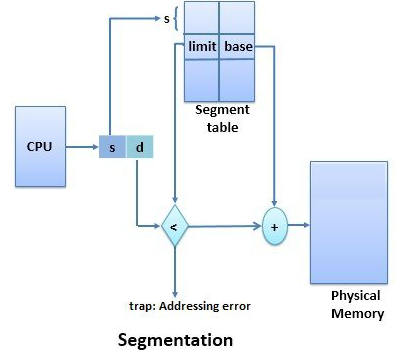 s {
limit base
Segment
table
CPU
s d
<
+
trap: Addressing error
Physical
Memory
Segmentation